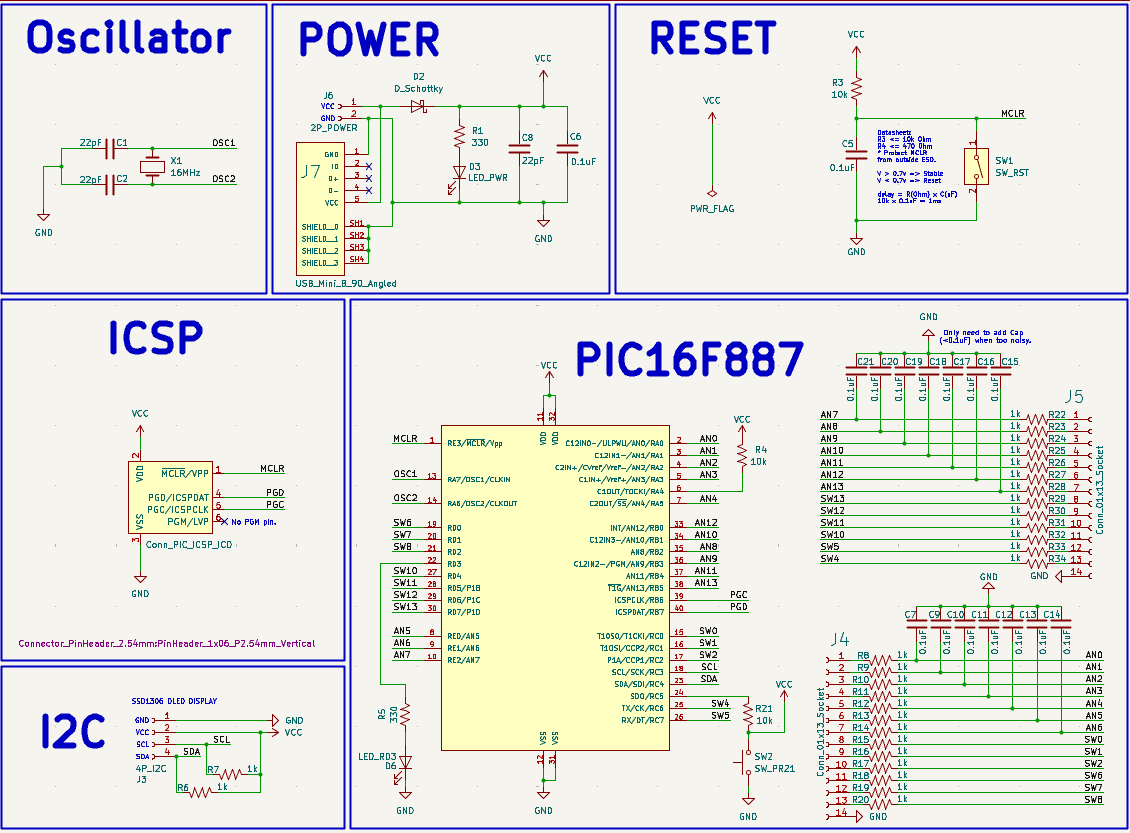 Oscillator
22pF C1
OSC1
X1
16MHz
22pF C2
OSC2
GND
POWER
VCC
D2
D_Schottky
J6
VCC 1
GND 2
2P_POWER
R1
330
C8
22pF
C6
0.1uF
D3
LED_PWR
J7
GND 1
ID 2
D+ 3
D- 4
VCC 5
SHIELD_0 SH1
SHIELD_1 SH2
SHIELD_2 SH3
SHIELD_3 SH4
GND
USB_Mini_B_90_Angled
RESET
VCC
R3
10k
VCC
MCLR
PWR_FLAG
C5
0.1uF
Datasheet:
R3 <= 10k Ohm
R4 <= 470 Ohm
* Protect MCLR
from outside ESD.
V > 0.7v => Stable
V < 0.7v => Reset
delay = R(Ohm) x C(uF)
10k x 0.1uF = 1ms
1
SW1
SW_RST
2
GND
ICSP
VCC
2
VDD
MCLR/VPP 1 MCLR
PGD/ICSPDAT 4 PGD
PGC/ICSPCLK 5 PGC
PGM/LVP 6 No PGM pin.
VSS
3
Conn_PIC_ICSP_ICD
GND
Connector_PinHeader_2.54mm:PinHeader_1x06_P2.54mm_Vertical
I2C
SSD1306 OLED DISPLAY
GND 1 GND
VCC 2 VCC
SCL 3 SCL
SDA 4 SDA
4P_I2C
J3
R7 1k
R6 1k
PIC16F887
VCC
11 32
VDD VDD
MCLR 1 RE3/MCLR/Vpp
OSC1 13 RA7/OSC1/CLKIN
OSC2 14 RA6/OSC2/CLKOUT
SW6 19 RD0
SW7 20 RD1
SW8 21 RD2
22 RD3
SW10 27 RD4
SW11 28 RD5/P1B
SW12 29 RD6/P1C
SW13 30 RD7/P1D
AN5 8 RE0/AN5
AN6 9 RE1/AN6
AN7 10 RE2/AN7
C12IN0-/ULPWU/AN0/RA0 2 AN0
C12IN1-/AN1/RA1 3 AN1
C2IN+/CVref/Vref-/AN2/RA2 4 AN2
C1IN+/Vref+/AN3/RA3 5 AN3
C1OUT/T0CKI/RA4 6
C2OUT/SS/AN4/RA5 7 AN4
INT/AN12/RB0 33 AN12
C12IN3-/AN10/RB1 34 AN10
AN8/RB2 35 AN8
C12IN2-/PGM/AN9/RB3 36 AN9
AN11/RB4 37 AN11
T1G/AN13/RB5 38 AN13
ICSPCLK/RB6 39 PGC
ICSPDAT/RB7 40 PGD
T1OSO/T1CKI/RC0 15 SW0
T1OSI/CCP2/RC1 16 SW1
P1A/CCP1/RC2 17 SW2
SCL/SCK/RC3 18 SCL
SDA/SDI/RC4 23 SDA
SDO/RC5 24
TX/CK/RC6 25 SW4
RX/DT/RC7 26 SW5
VSS VSS
12 31
GND
VCC
R4
10k
R5
330
LED_RD3
D6
GND
VCC
R21
10k
SW2
SW_PR21
GND
GND
Only need to add Cap
(<0.1uF) when too noisy.
C21 C20 C19 C18 C17 C16 C15
0.1uF 0.1uF 0.1uF 0.1uF 0.1uF 0.1uF 0.1uF
J5
AN7 1k R22 1
AN8 1k R23 2
AN9 1k R24 3
AN10 1k R25 4
AN11 1k R26 5
AN12 1k R27 6
AN13 1k R28 7
SW13 1k R29 8
SW12 1k R30 9
SW11 1k R31 10
SW10 1k R32 11
SW5 1k R33 12
SW4 1k R34 13
GND 14
Conn_01x13_Socket
GND
C7 C9 C10 C11 C12 C13 C14
0.1uF 0.1uF 0.1uF 0.1uF 0.1uF 0.1uF 0.1uF
J4
1 R8 1k AN0
2 R9 1k AN1
3 R10 1k AN2
4 R11 1k AN3
5 R12 1k AN4
6 R13 1k AN5
7 R14 1k AN6
8 R15 1k SW0
9 R16 1k SW1
10 R17 1k SW2
11 R18 1k SW6
12 R19 1k SW7
13 R20 1k SW8
14 GND
Conn_01x13_Socket